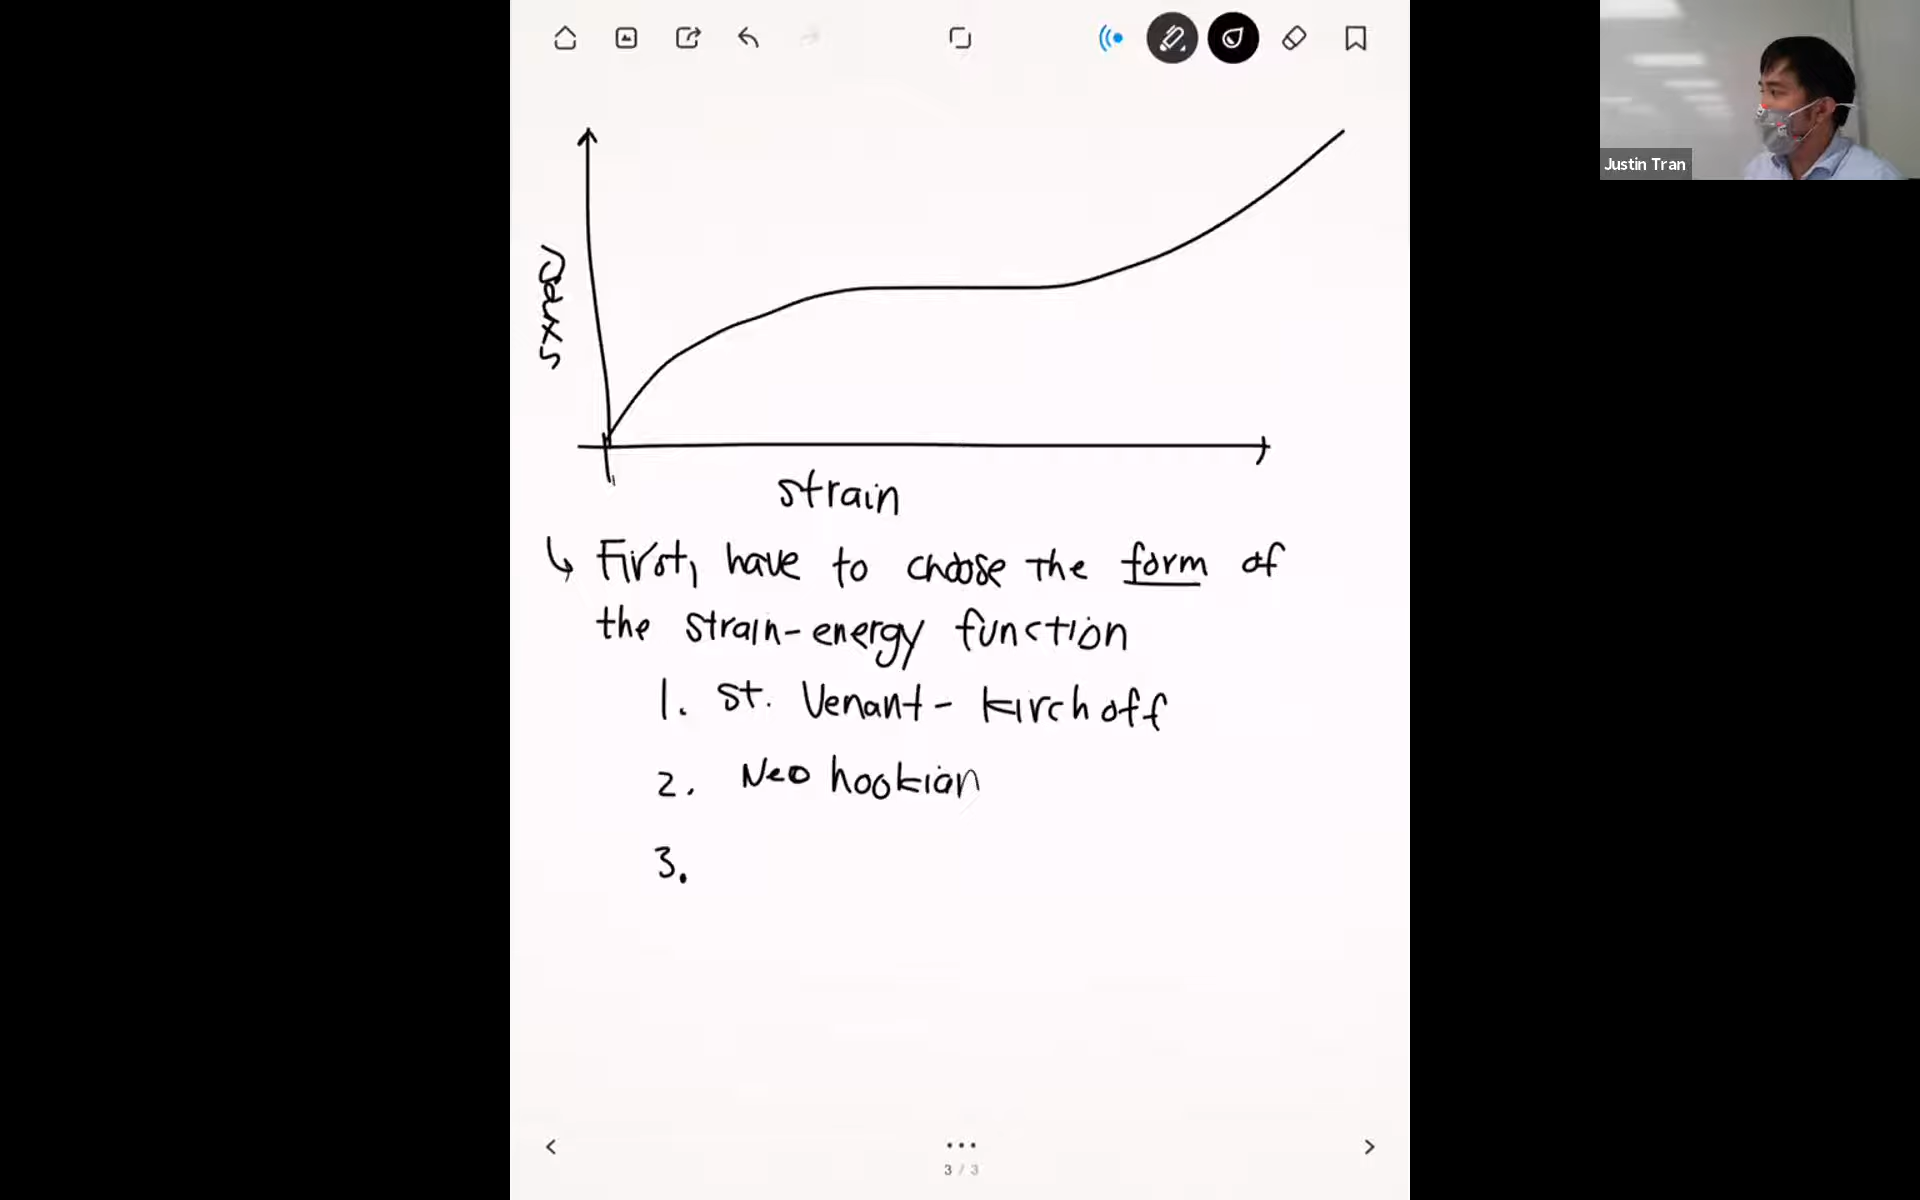 Justin Tran
stress
strain
↳ First, have to choose the form of
the strain-energy function
1. St. Venant - Kirchoff
2. Neo hookian
3.
3 / 3